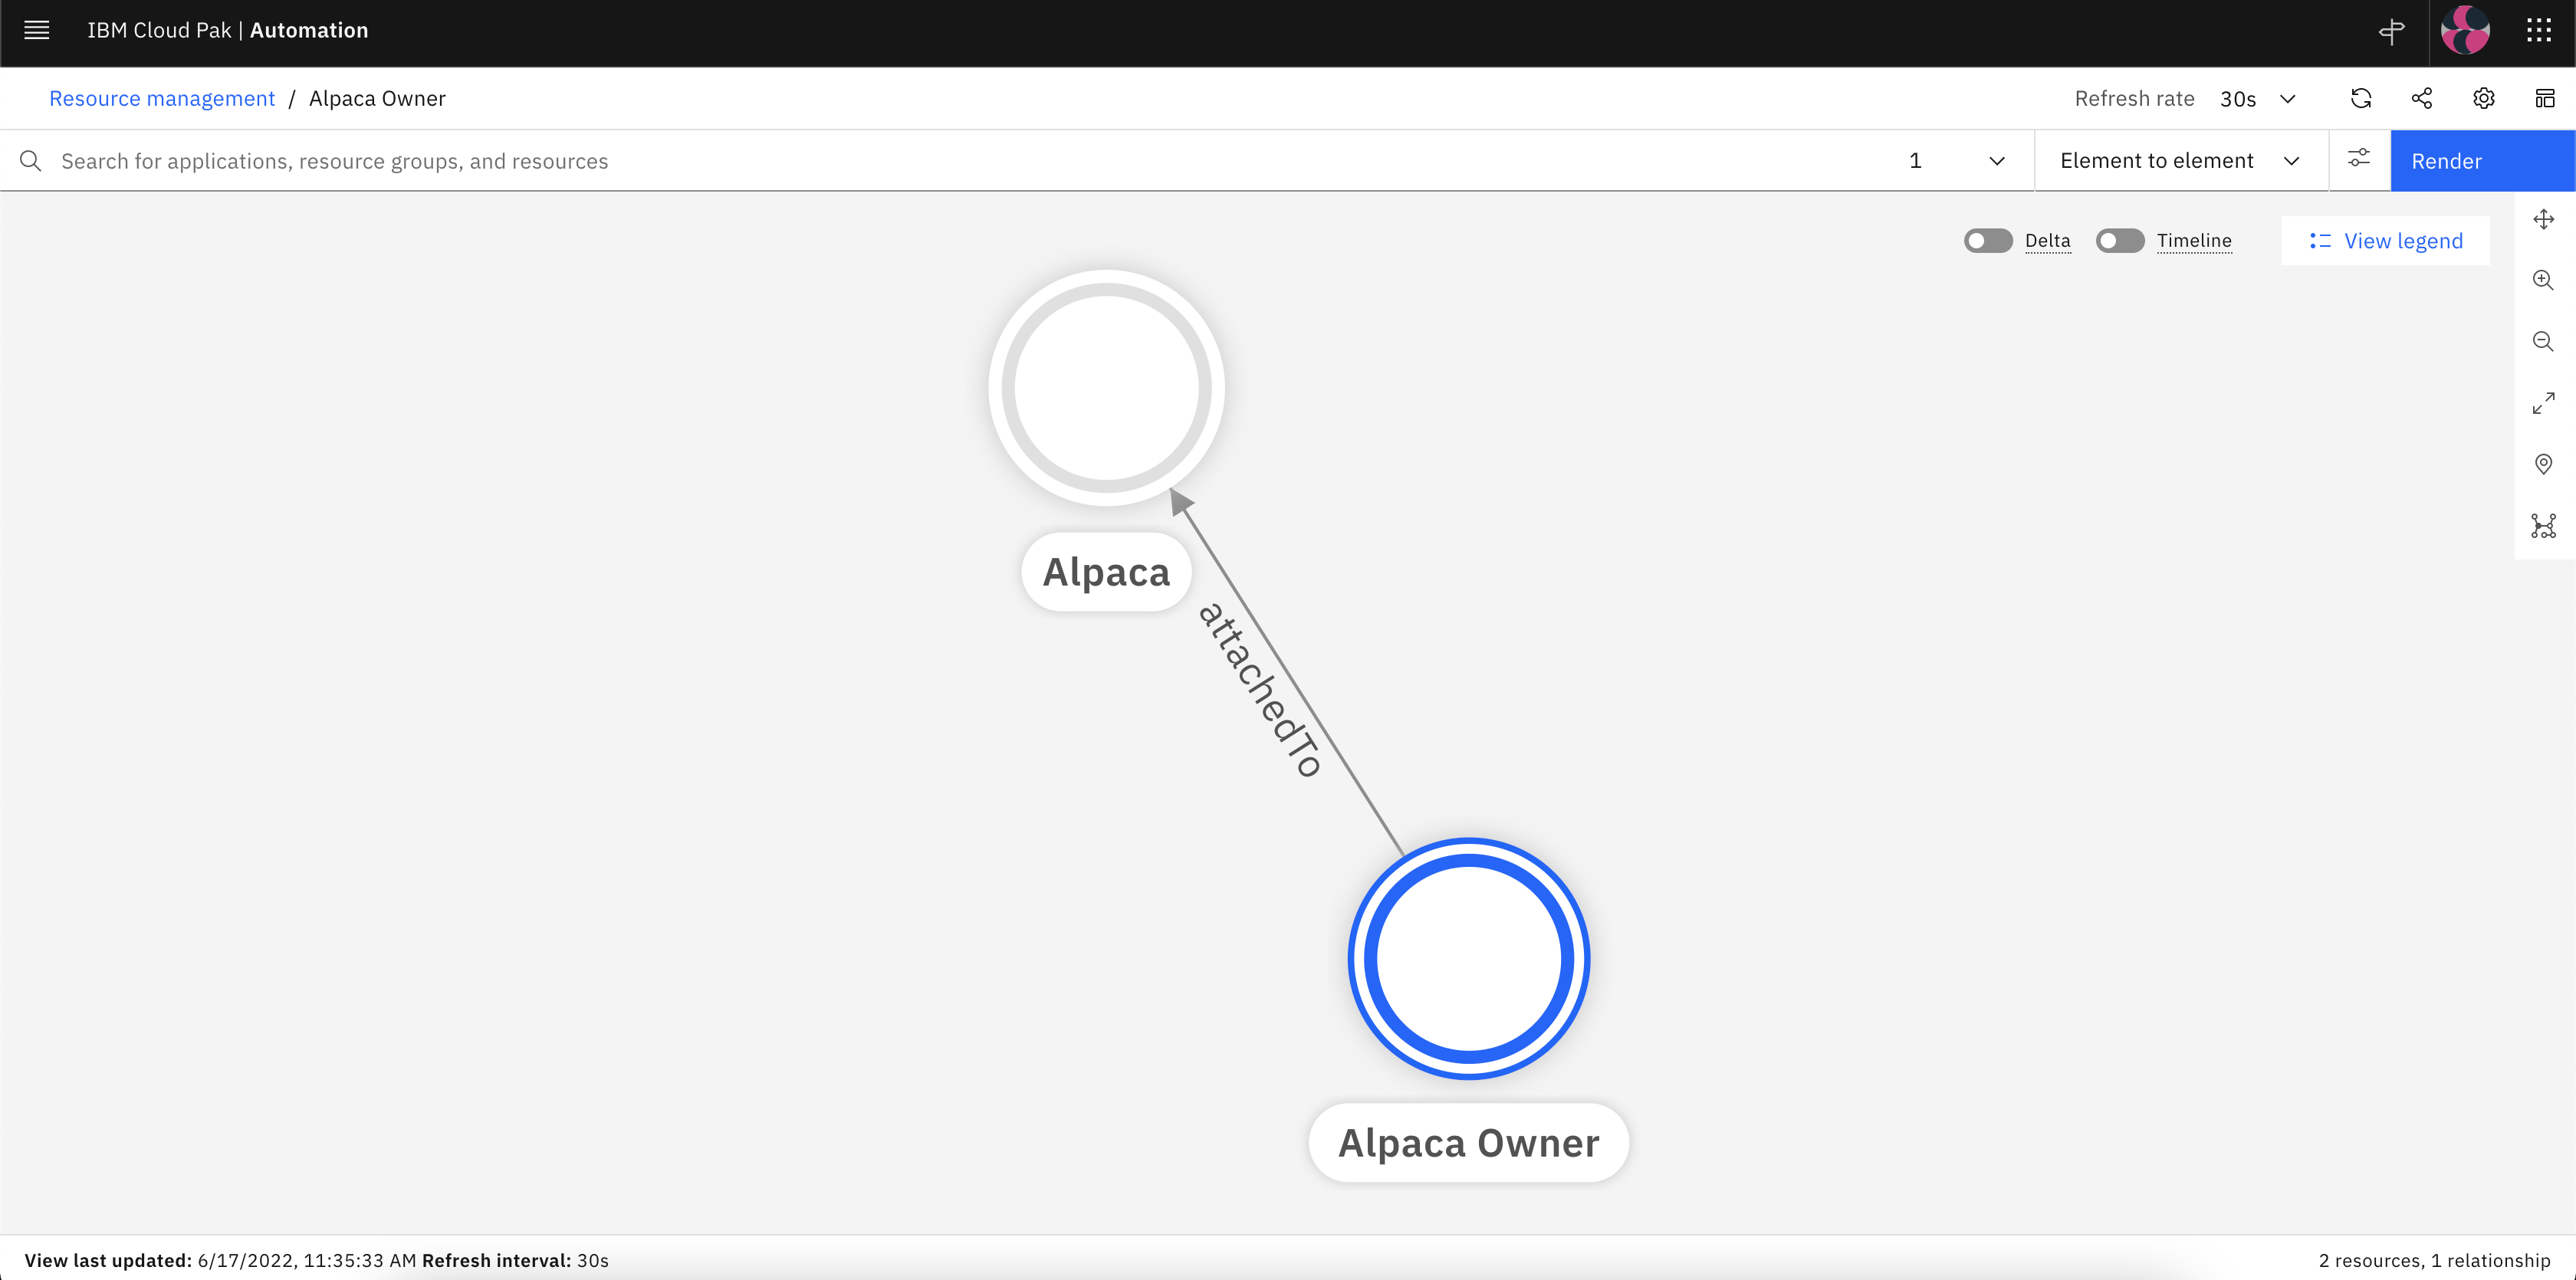 IBM Cloud Pak | Automation
Resource management / Alpaca Owner
Refresh rate 30s
Search for applications, resource groups, and resources
1
Element to element
Render
Delta
Timeline
View legend
Alpaca
attachedTo
Alpaca Owner
View last updated: 6/17/2022, 11:35:33 AM Refresh interval: 30s
2 resources, 1 relationship